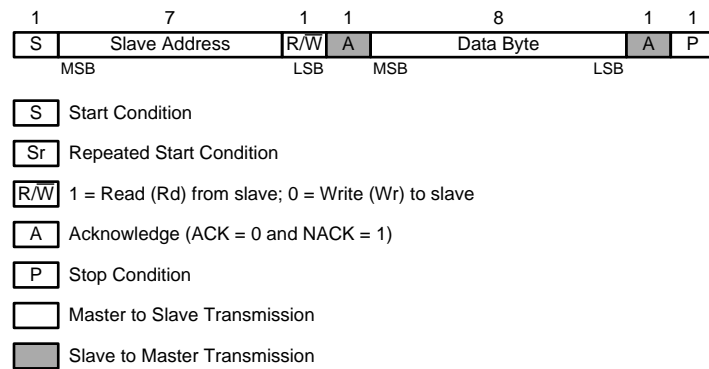 1 7 1 1 8 1 1
S Slave Address R/W̅ A Data Byte A P
MSB LSB MSB LSB
S Start Condition
Sr Repeated Start Condition
R/W̅ 1 = Read (Rd) from slave; 0 = Write (Wr) to slave
A Acknowledge (ACK = 0 and NACK = 1)
P Stop Condition
Master to Slave Transmission
Slave to Master Transmission